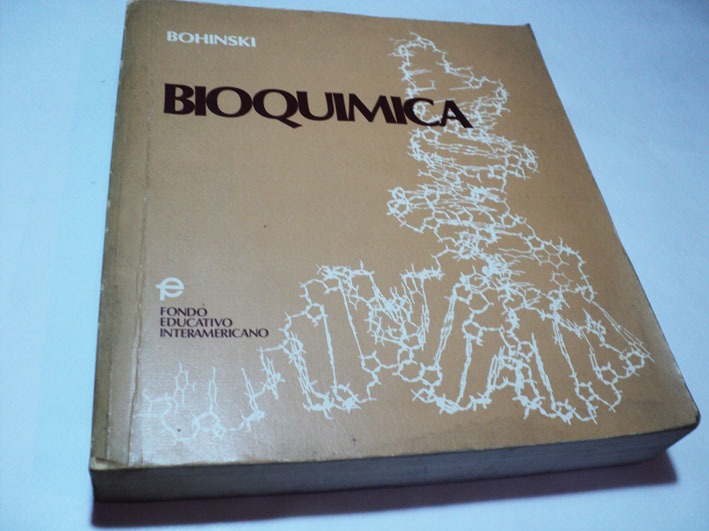 BOHINSKI
BIOQUIMICA
FONDO
EDUCATIVO
INTERAMERICANO